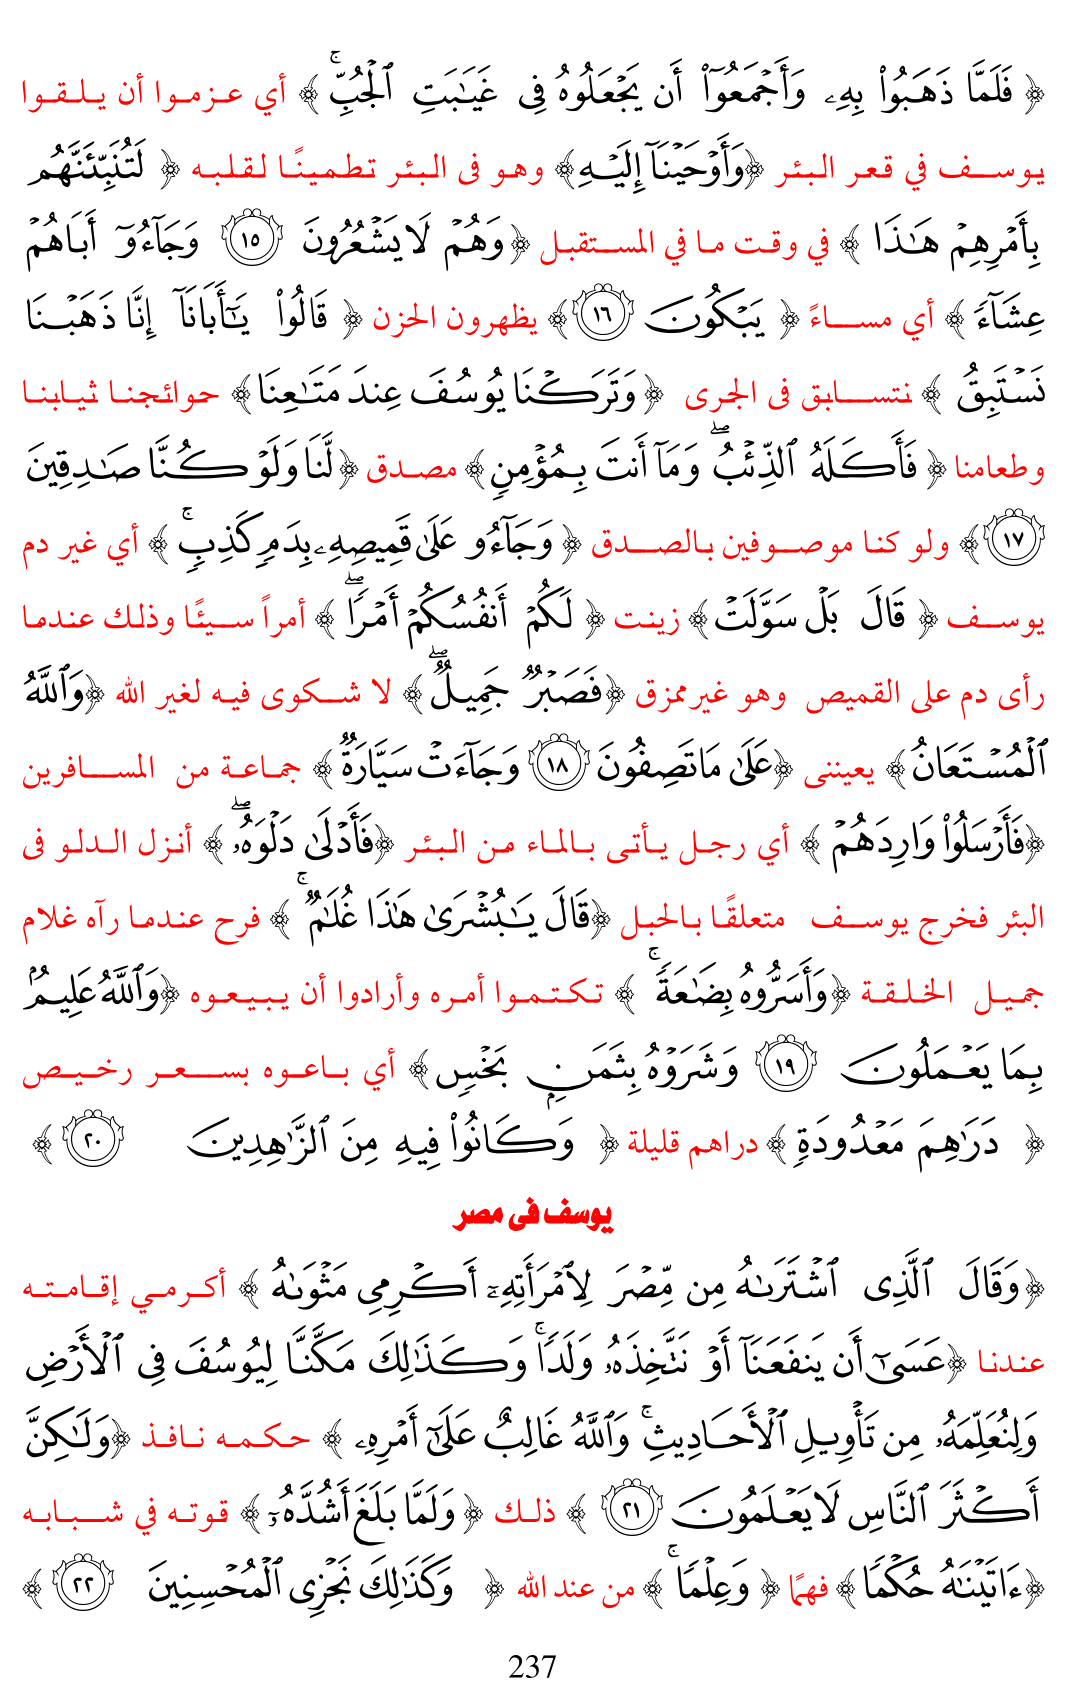 ﴿ فَلَمَّا ذَهَبُوا۟ بِهِۦ وَأَجْمَعُوٓا۟ أَن يَجْعَلُوهُ فِى غَيَـٰبَتِ ٱلْجُبِّ ۚ ﴾ أي عزموا أن يلقوا
يوسف في قعر البئر ﴿وَأَوْحَيْنَآ إِلَيْهِ﴾ وهو فى البئر تطمينًا لقلبه ﴿ لَتُنَبِّئَنَّهُم
بِأَمْرِهِمْ هَـٰذَا ﴾ في وقت ما في المستقبل ﴿وَهُمْ لَا يَشْعُرُونَ ١٥ وَجَآءُوٓ أَبَاهُمْ
عِشَآءً ﴾ أي مساءً ﴿ يَبْكُونَ ١٦﴾ يظهرون الحزن ﴿ قَالُوا۟ يَـٰٓأَبَانَآ إِنَّا ذَهَبْنَا
نَسْتَبِقُ ﴾ نتسابق فى الجرى ﴿وَتَرَكْنَا يُوسُفَ عِندَ مَتَـٰعِنَا﴾ حوائجنا ثيابنا
وطعامنا ﴿ فَأَكَلَهُ ٱلذِّئْبُ ۖ وَمَآ أَنتَ بِمُؤْمِنٍ﴾ مصدق ﴿لَّنَا وَلَوْ كُنَّا صَـٰدِقِينَ
١٧﴾ ولو كنا موصوفين بالصدق ﴿ وَجَآءُو عَلَىٰ قَمِيصِهِۦ بِدَمٍ كَذِبٍ ۚ ﴾ أي غير دم
يوسف ﴿ قَالَ بَلْ سَوَّلَتْ﴾ زينت ﴿ لَكُمْ أَنفُسُكُمْ أَمْرًا ۖ ﴾ أمراً سيئًا وذلك عندما
رأى دم على القميص وهو غير ممزق ﴿فَصَبْرٌ جَمِيلٌ ۖ﴾ لا شكوى فيه لغير الله ﴿وَٱللَّهُ
ٱلْمُسْتَعَانُ﴾ يعيننى ﴿عَلَىٰ مَا تَصِفُونَ ١٨ وَجَآءَتْ سَيَّارَةٌ ﴾ جماعة من المسافرين
﴿فَأَرْسَلُوا۟ وَارِدَهُمْ ﴾ أي رجل يأتى بالماء من البئر ﴿فَأَدْلَىٰ دَلْوَهُۥ ۖ ﴾ أنزل الدلو فى
البئر فخرج يوسف متعلقًا بالحبل ﴿قَالَ يَـٰبُشْرَىٰ هَـٰذَا غُلَـٰمٌ ۚ ﴾ فرح عندما رآه غلام
جميل الخلقة ﴿وَأَسَرُّوهُ بِضَـٰعَةً ۚ ﴾ تكتموا أمره وأرادوا أن يبيعوه ﴿وَٱللَّهُ عَلِيمٌۢ
بِمَا يَعْمَلُونَ ١٩ وَشَرَوْهُ بِثَمَنٍۭ بَخْسٍ﴾ أي باعوه بسعر رخيص
﴿ دَرَٰهِمَ مَعْدُودَةٍ﴾ دراهم قليلة ﴿ وَكَانُوا۟ فِيهِ مِنَ ٱلزَّٰهِدِينَ ٢٠ ﴾
يوسف فى مصر
﴿وَقَالَ ٱلَّذِى ٱشْتَرَىٰهُ مِن مِّصْرَ لِٱمْرَأَتِهِۦٓ أَكْرِمِى مَثْوَىٰهُ ﴾ أكرمي إقامته
عندنا ﴿عَسَىٰٓ أَن يَنفَعَنَآ أَوْ نَتَّخِذَهُۥ وَلَدًا ۚ وَكَذَٰلِكَ مَكَّنَّا لِيُوسُفَ فِى ٱلْأَرْضِ
وَلِنُعَلِّمَهُۥ مِن تَأْوِيلِ ٱلْأَحَادِيثِ ۚ وَٱللَّهُ غَالِبٌ عَلَىٰٓ أَمْرِهِۦ ﴾ حكمه نافذ ﴿وَلَـٰكِنَّ
أَكْثَرَ ٱلنَّاسِ لَا يَعْلَمُونَ ٢١ ﴾ ذلك ﴿ وَلَمَّا بَلَغَ أَشُدَّهُۥٓ ﴾ قوته في شبابه
﴿ءَاتَيْنَـٰهُ حُكْمًا﴾ فهمًا ﴿ وَعِلْمًا ۚ ﴾ من عند الله ﴿ وَكَذَٰلِكَ نَجْزِى ٱلْمُحْسِنِينَ ٢٢ ﴾
237